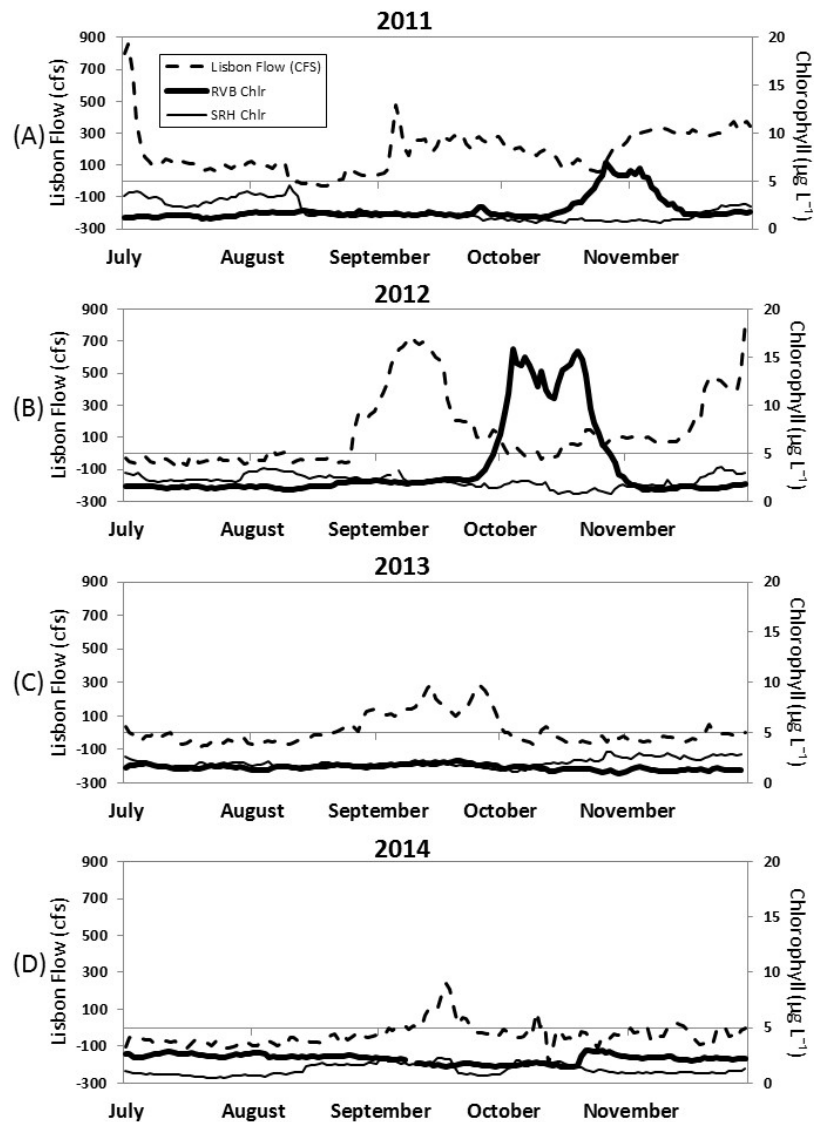 2011
(A)
Lisbon Flow (cfs)
900
700
500
300
100
-100
-300
Lisbon Flow (CFS)
RVB Chlr
SRH Chlr
20
15
10
5
0
Chlorophyll (µg L⁻¹)
July August September October November
2012
(B)
Lisbon Flow (cfs)
900
700
500
300
100
-100
-300
20
15
10
5
0
Chlorophyll (µg L⁻¹)
July August September October November
2013
(C)
Lisbon Flow (cfs)
900
700
500
300
100
-100
-300
20
15
10
5
0
Chlorophyll (µg L⁻¹)
July August September October November
2014
(D)
Lisbon Flow (cfs)
900
700
500
300
100
-100
-300
20
15
10
5
0
Chlorophyll (µg L⁻¹)
July August September October November